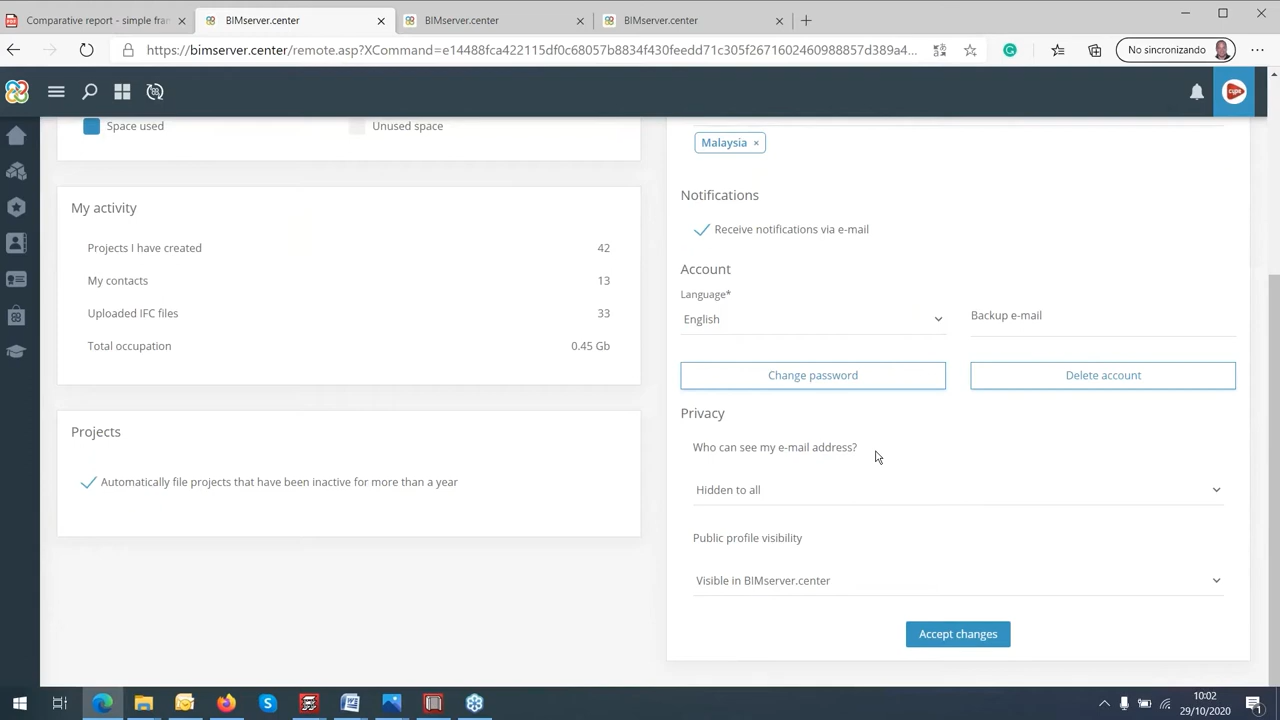 Comparative report - simple fra
BIMserver.center
BIMserver.center
BIMserver.center
https://bimserver.center/remote.asp?XCommand=e14488fca422115df0c68057b8834f430feedd71c305f2671602460988857d389a4...
No sincronizando
cype
Space used
Unused space
Malaysia ×
My activity
Projects I have created 42
My contacts 13
Uploaded IFC files 33
Total occupation 0.45 Gb
Projects
Automatically file projects that have been inactive for more than a year
Notifications
Receive notifications via e-mail
Account
Language*
English
Backup e-mail
Change password
Delete account
Privacy
Who can see my e-mail address?
Hidden to all
Public profile visibility
Visible in BIMserver.center
Accept changes
10:02
29/10/2020
1